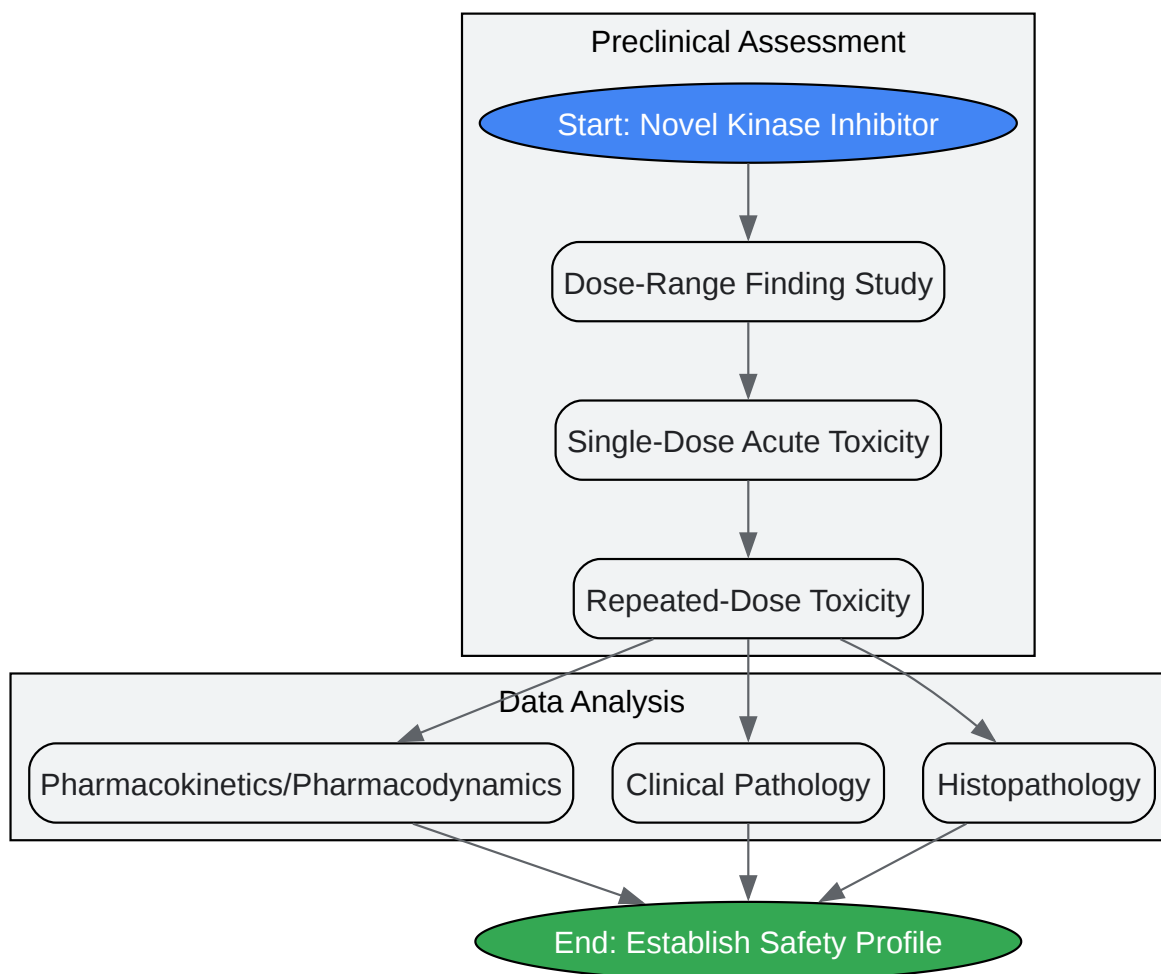 Preclinical Assessment
Start: Novel Kinase Inhibitor
Dose-Range Finding Study
Single-Dose Acute Toxicity
Repeated-Dose Toxicity
Data Analysis
Pharmacokinetics/Pharmacodynamics
Clinical Pathology
Histopathology
End: Establish Safety Profile